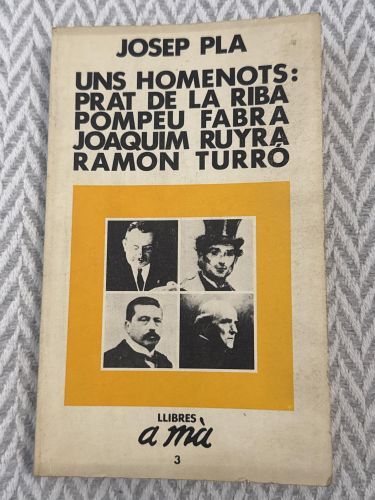 JOSEP PLA
UNS HOMENOTS:
PRAT DE LA RIBA
POMPEU FABRA
JOAQUIM RUYRA
RAMON TURRÓ
LLIBRES
a mà
3